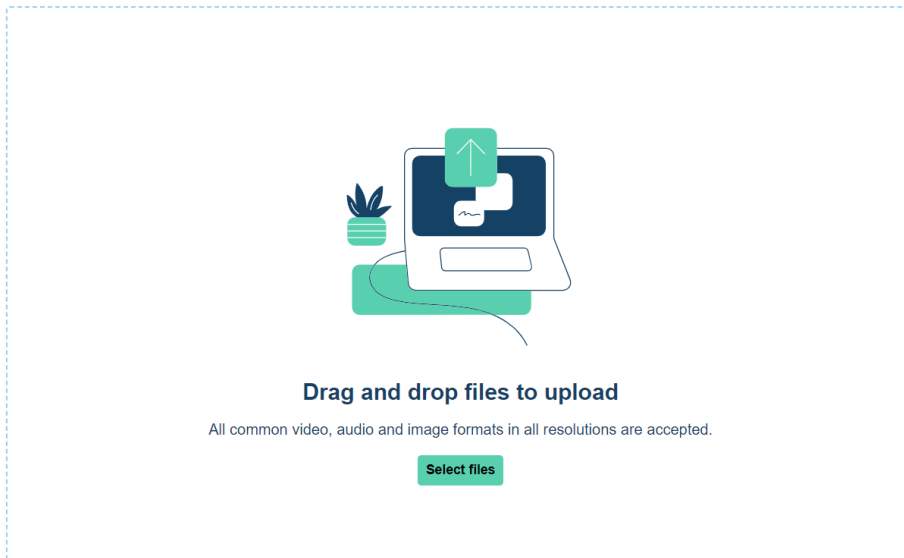 Drag and drop files to upload
All common video, audio and image formats in all resolutions are accepted.
Select files